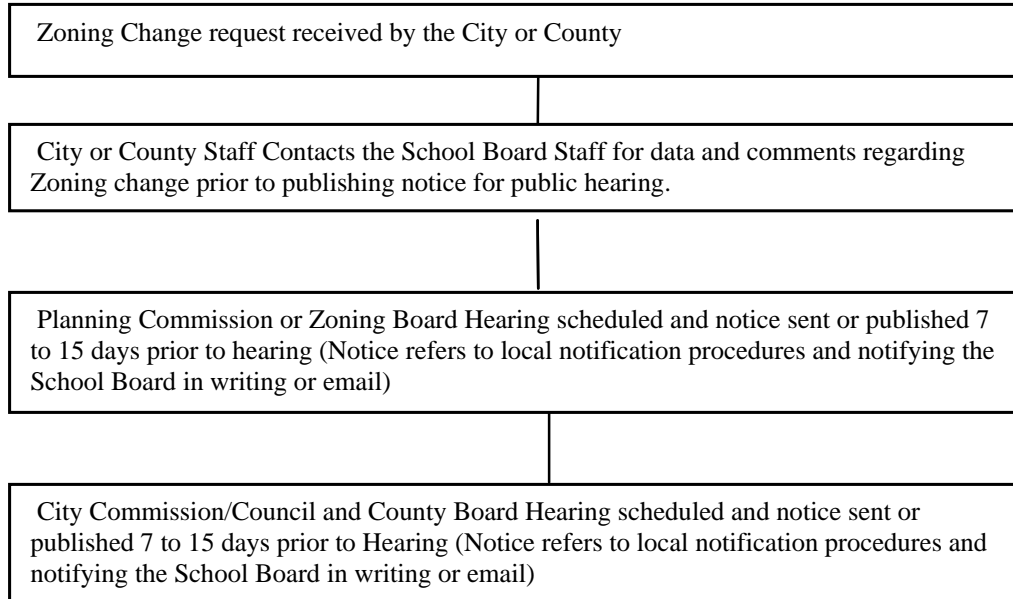 Zoning Change request received by the City or County
City or County Staff Contacts the School Board Staff for data and comments regarding
Zoning change prior to publishing notice for public hearing.
Planning Commission or Zoning Board Hearing scheduled and notice sent or published 7
to 15 days prior to hearing (Notice refers to local notification procedures and notifying the
School Board in writing or email)
City Commission/Council and County Board Hearing scheduled and notice sent or
published 7 to 15 days prior to Hearing (Notice refers to local notification procedures and
notifying the School Board in writing or email)